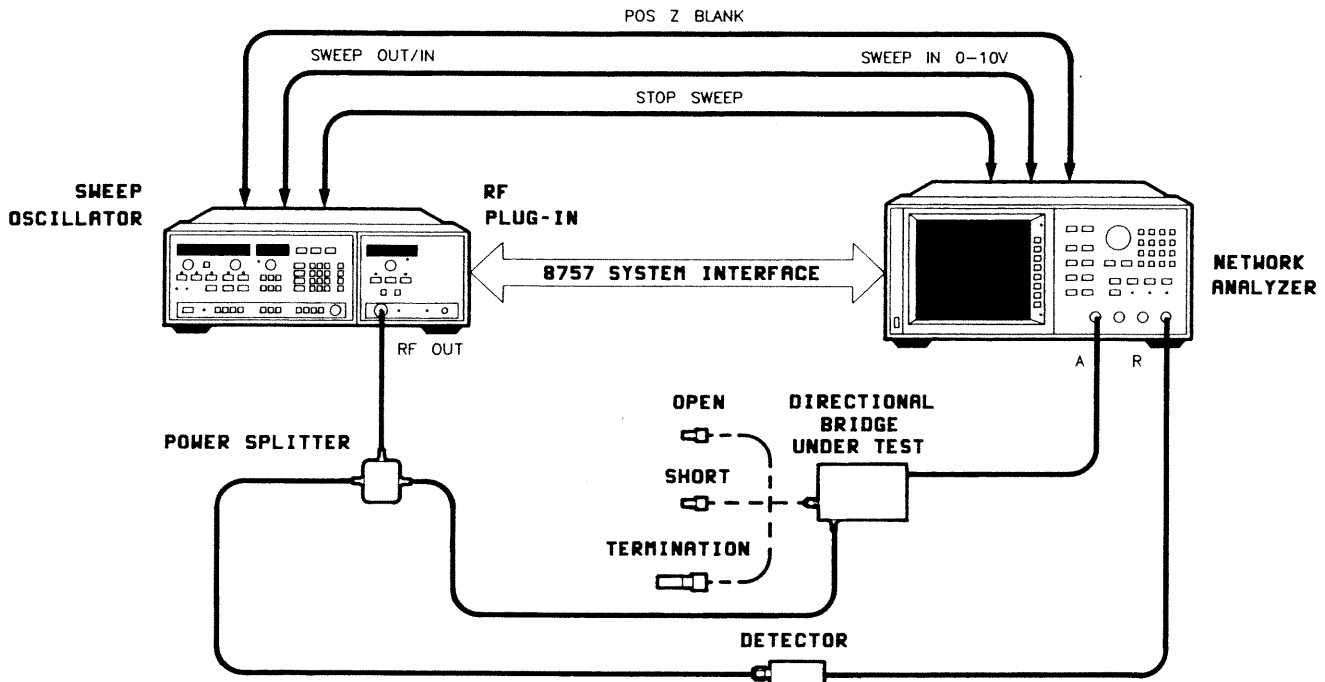 POS Z BLANK
SWEEP OUT/IN
SWEEP IN 0-10V
STOP SWEEP
SWEEP
OSCILLATOR
RF
PLUG-IN
8757 SYSTEM INTERFACE
NETWORK
ANALYZER
RF OUT
A
R
OPEN
DIRECTIONAL
BRIDGE
UNDER TEST
POWER SPLITTER
SHORT
TERMINATION
DETECTOR